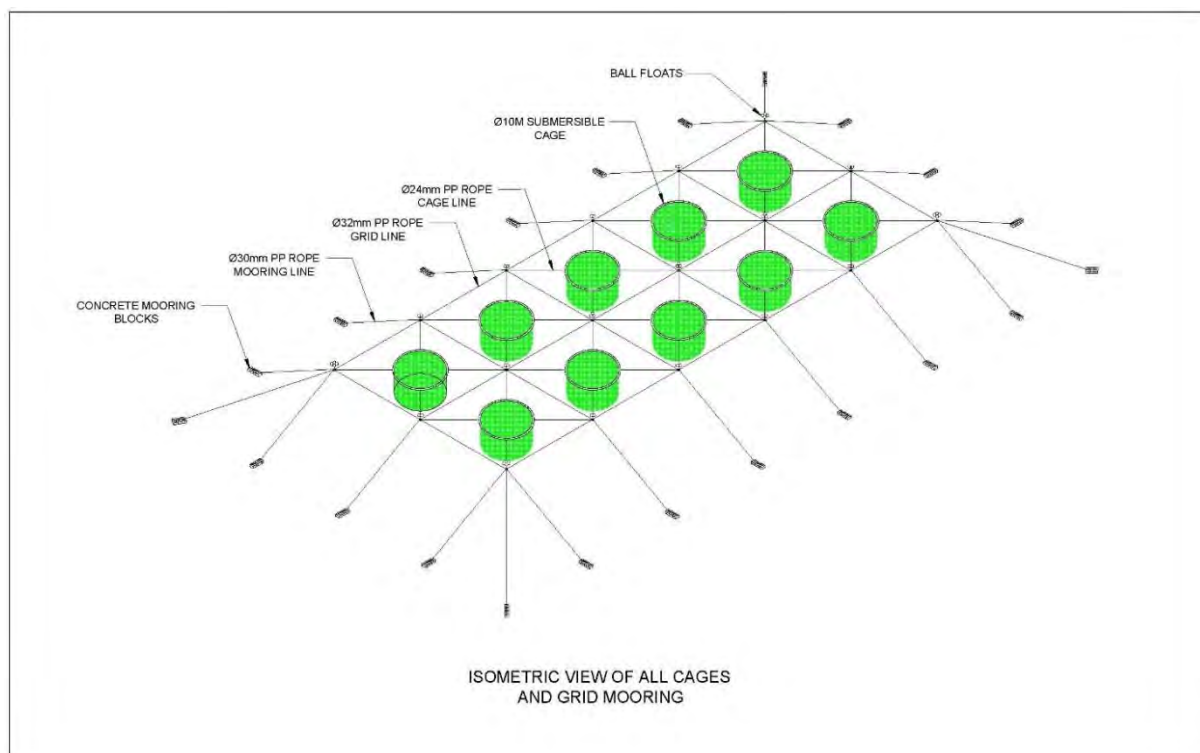 BALL FLOATS
Ø10M SUBMERSIBLE
CAGE
Ø24mm PP ROPE
CAGE LINE
Ø32mm PP ROPE
GRID LINE
Ø30mm PP ROPE
MOORING LINE
CONCRETE MOORING
BLOCKS
ISOMETRIC VIEW OF ALL CAGES
AND GRID MOORING